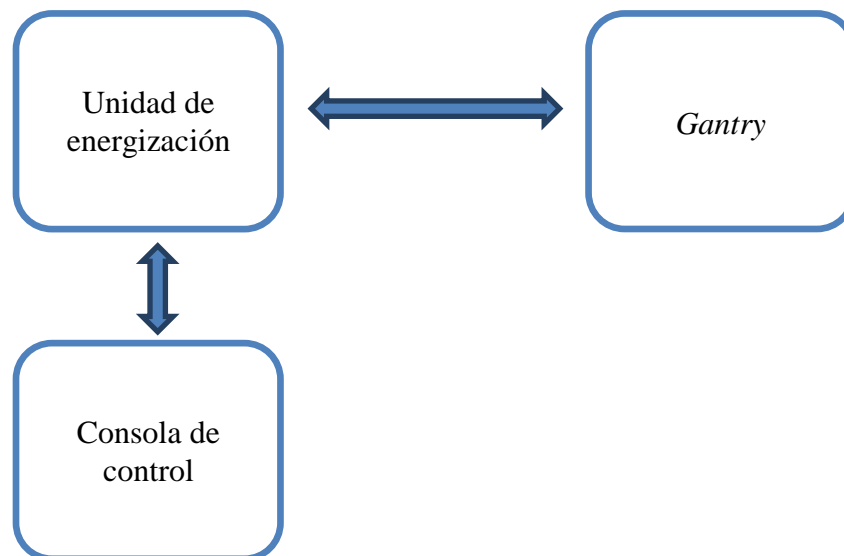 Unidad de
energización
Gantry
Consola de
control